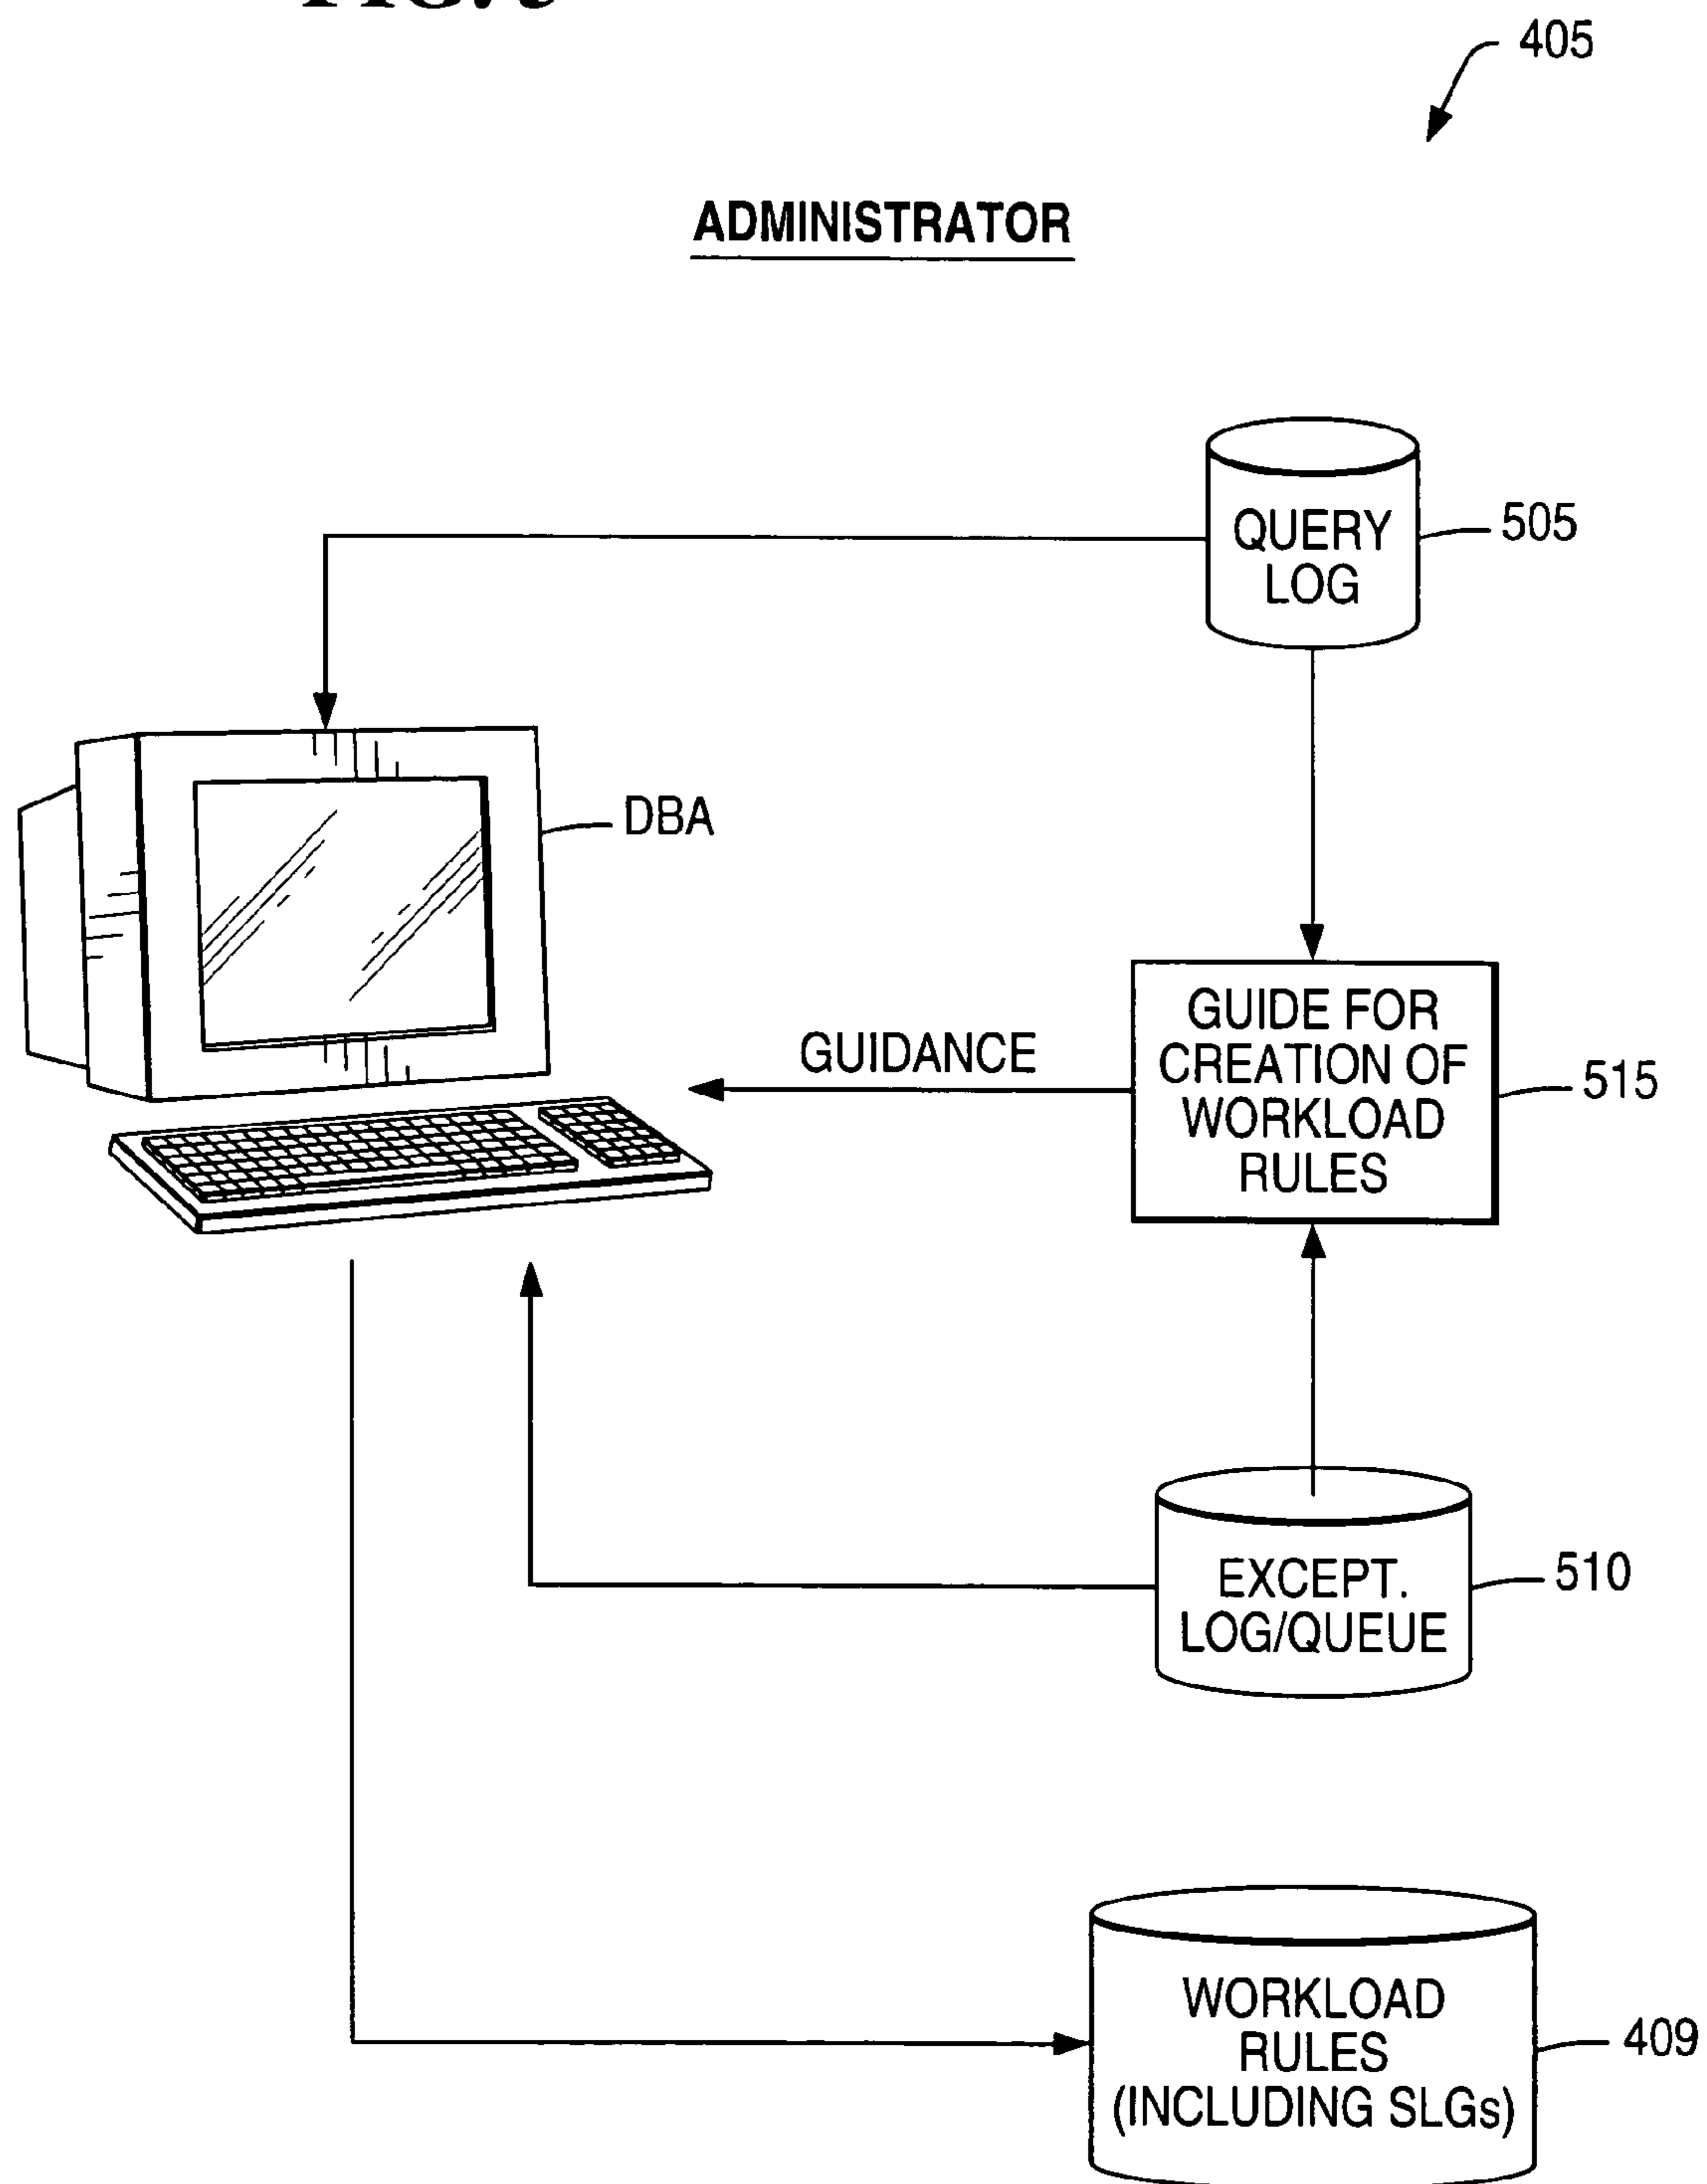 405
ADMINISTRATOR
QUERY
LOG
505
DBA
GUIDANCE
GUIDE FOR
CREATION OF
WORKLOAD
RULES
515
EXCEPT.
LOG/QUEUE
510
WORKLOAD
RULES
(INCLUDING SLGs)
409